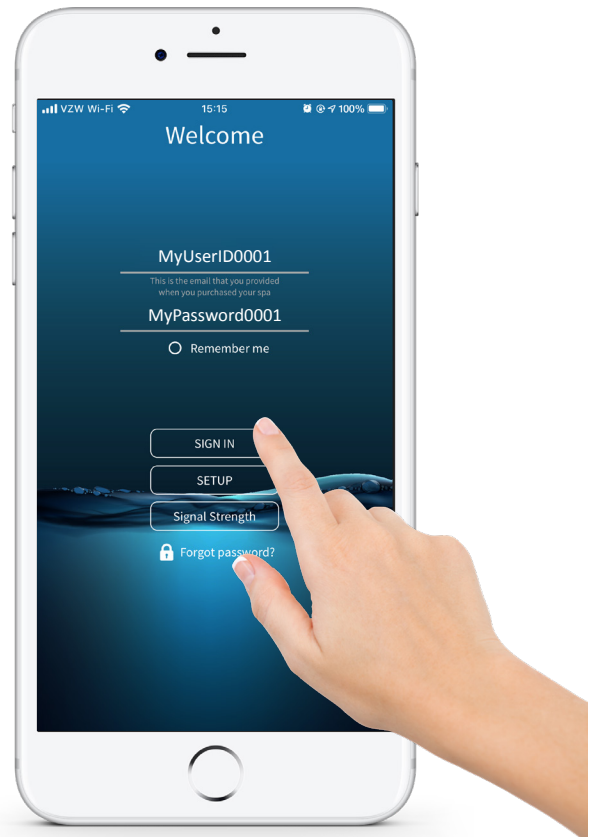 VZW Wi-Fi 15:15 100%
Welcome
MyUserID0001
This is the email that you provided
when you purchased your spa
MyPassword0001
Remember me
SIGN IN
SETUP
Signal Strength
Forgot password?